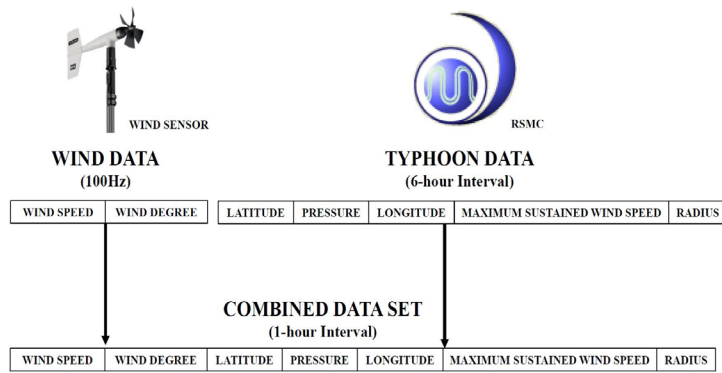 WIND SENSOR
RSMC
WIND DATA
(100Hz)
TYPHOON DATA
(6-hour Interval)
WIND SPEED WIND DEGREE
LATITUDE PRESSURE LONGITUDE MAXIMUM SUSTAINED WIND SPEED RADIUS
COMBINED DATA SET
(1-hour Interval)
WIND SPEED WIND DEGREE LATITUDE PRESSURE LONGITUDE MAXIMUM SUSTAINED WIND SPEED RADIUS